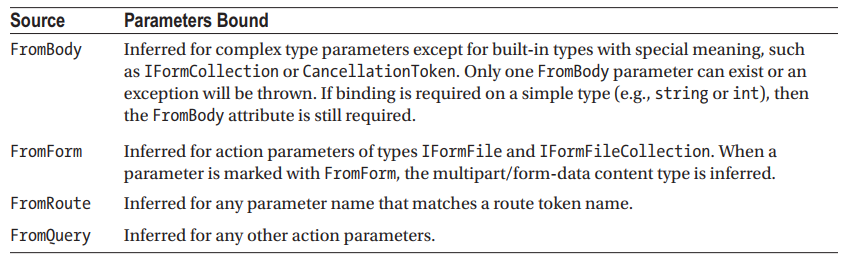 Source Parameters Bound
FromBody Inferred for complex type parameters except for built-in types with special meaning, such
as IFormCollection or CancellationToken. Only one FromBody parameter can exist or an
exception will be thrown. If binding is required on a simple type (e.g., string or int), then
the FromBody attribute is still required.
FromForm Inferred for action parameters of types IFormFile and IFormFileCollection. When a
parameter is marked with FromForm, the multipart/form-data content type is inferred.
FromRoute Inferred for any parameter name that matches a route token name.
FromQuery Inferred for any other action parameters.